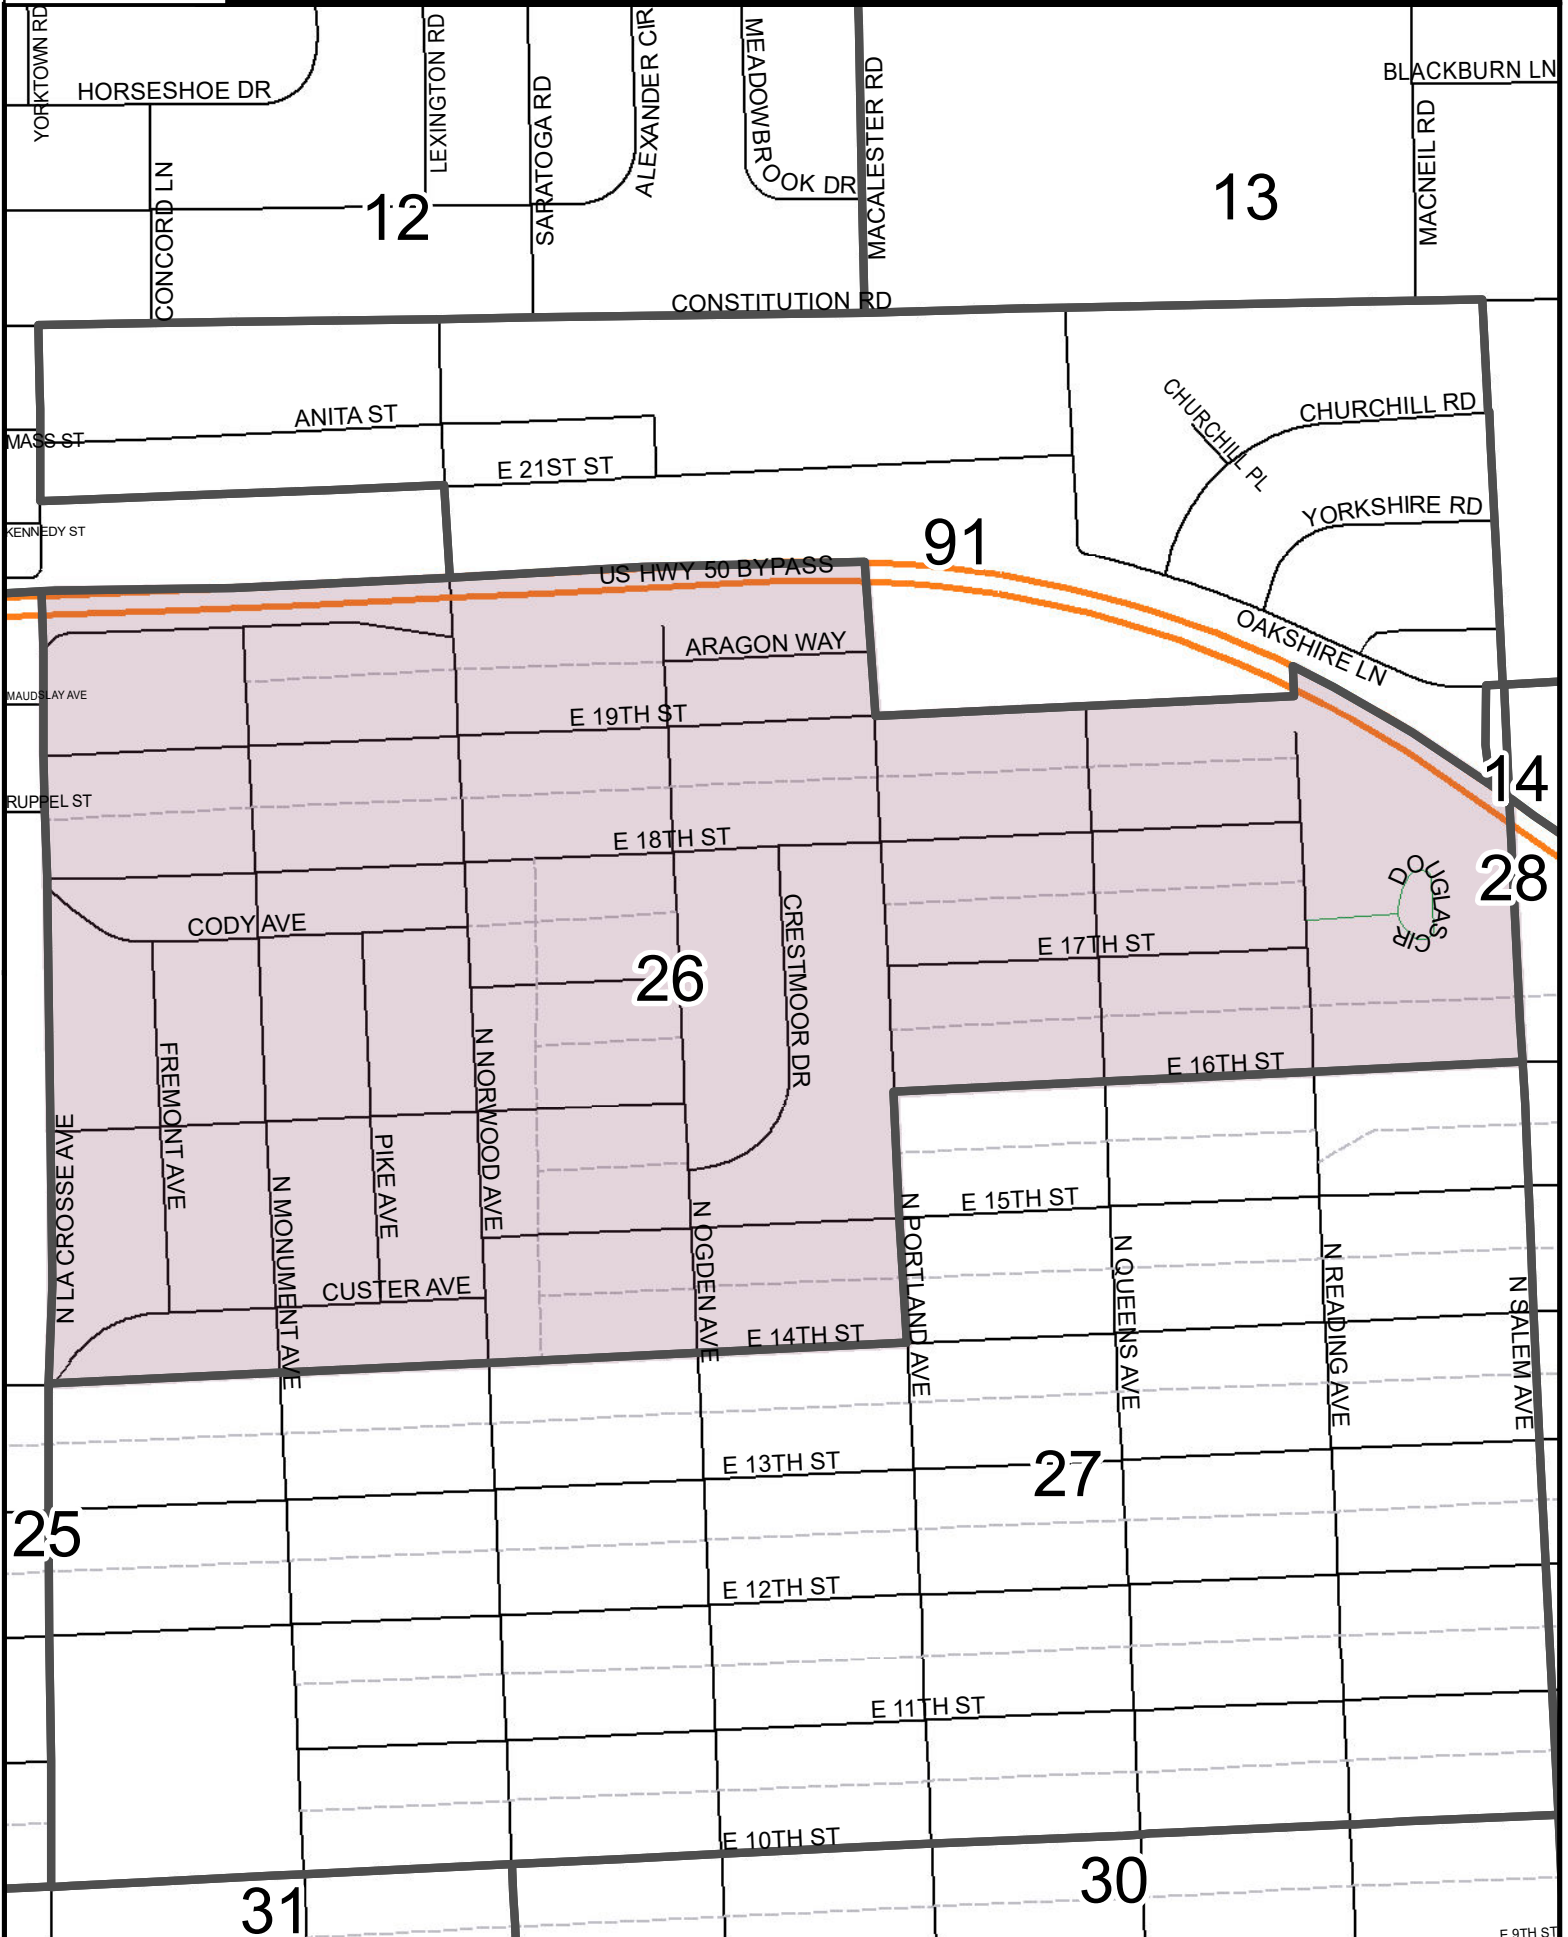 YORKTOWN RD
HORSESHOE DR
LEXINGTON RD
SARATOGA RD
ALEXANDER CIR
MEADOWBROOK DR
MACALESTER RD
BLACKBURN LN
MACNEIL RD
CONCORD LN
12
13
CONSTITUTION RD
ANITA ST
MASS ST
E 21ST ST
CHURCHILL PL
CHURCHILL RD
YORKSHIRE RD
KENNEDY ST
91
US HWY 50 BYPASS
OAKSHIRE LN
ARAGON WAY
MAUDSLAY AVE
E 19TH ST
RUPPEL ST
14
E 18TH ST
28
DOUGLAS CIR
CODY AVE
CRESTMOOR DR
E 17TH ST
26
E 16TH ST
N LA CROSSE AVE
FREMONT AVE
N MONUMENT AVE
PIKE AVE
N NORWOOD AVE
N OGDEN AVE
N PORTLAND AVE
E 15TH ST
N QUEENS AVE
N READING AVE
N SALEM AVE
CUSTER AVE
E 14TH ST
E 13TH ST
27
25
E 12TH ST
E 11TH ST
E 10TH ST
31
30
E 9TH ST